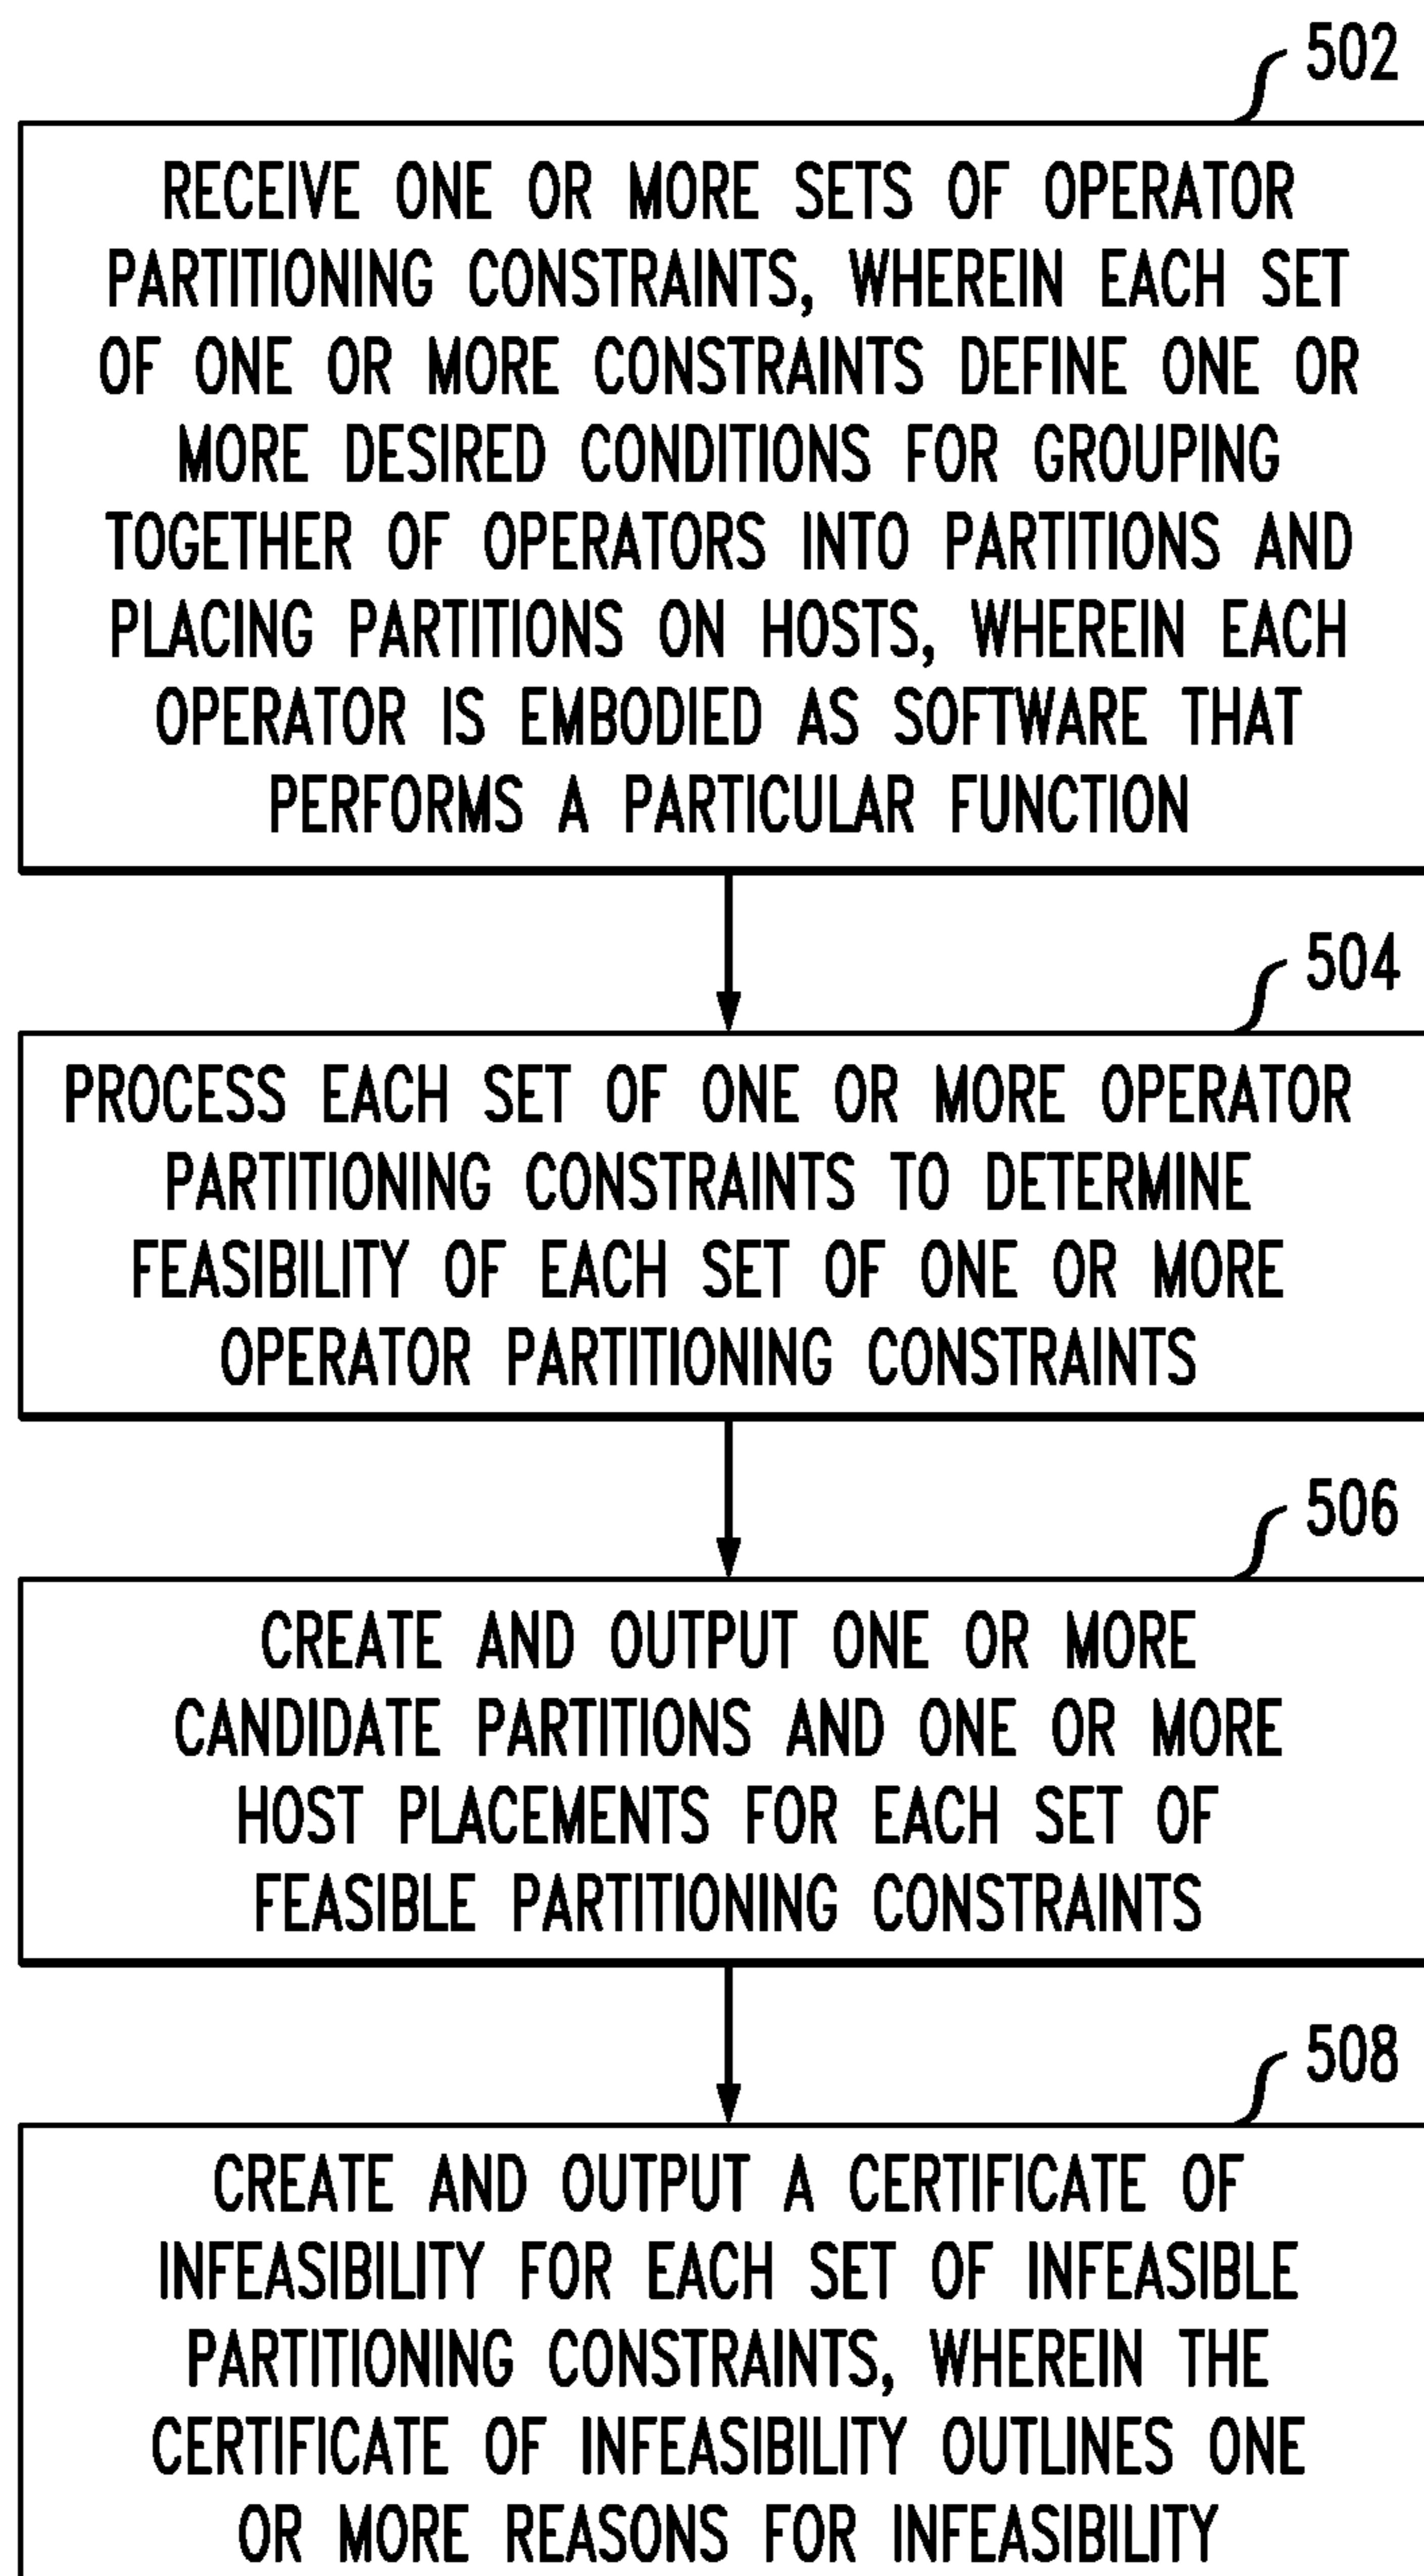 502
RECEIVE ONE OR MORE SETS OF OPERATOR
PARTITIONING CONSTRAINTS, WHEREIN EACH SET
OF ONE OR MORE CONSTRAINTS DEFINE ONE OR
MORE DESIRED CONDITIONS FOR GROUPING
TOGETHER OF OPERATORS INTO PARTITIONS AND
PLACING PARTITIONS ON HOSTS, WHEREIN EACH
OPERATOR IS EMBODIED AS SOFTWARE THAT
PERFORMS A PARTICULAR FUNCTION
504
PROCESS EACH SET OF ONE OR MORE OPERATOR
PARTITIONING CONSTRAINTS TO DETERMINE
FEASIBILITY OF EACH SET OF ONE OR MORE
OPERATOR PARTITIONING CONSTRAINTS
506
CREATE AND OUTPUT ONE OR MORE
CANDIDATE PARTITIONS AND ONE OR MORE
HOST PLACEMENTS FOR EACH SET OF
FEASIBLE PARTITIONING CONSTRAINTS
508
CREATE AND OUTPUT A CERTIFICATE OF
INFEASIBILITY FOR EACH SET OF INFEASIBLE
PARTITIONING CONSTRAINTS, WHEREIN THE
CERTIFICATE OF INFEASIBILITY OUTLINES ONE
OR MORE REASONS FOR INFEASIBILITY